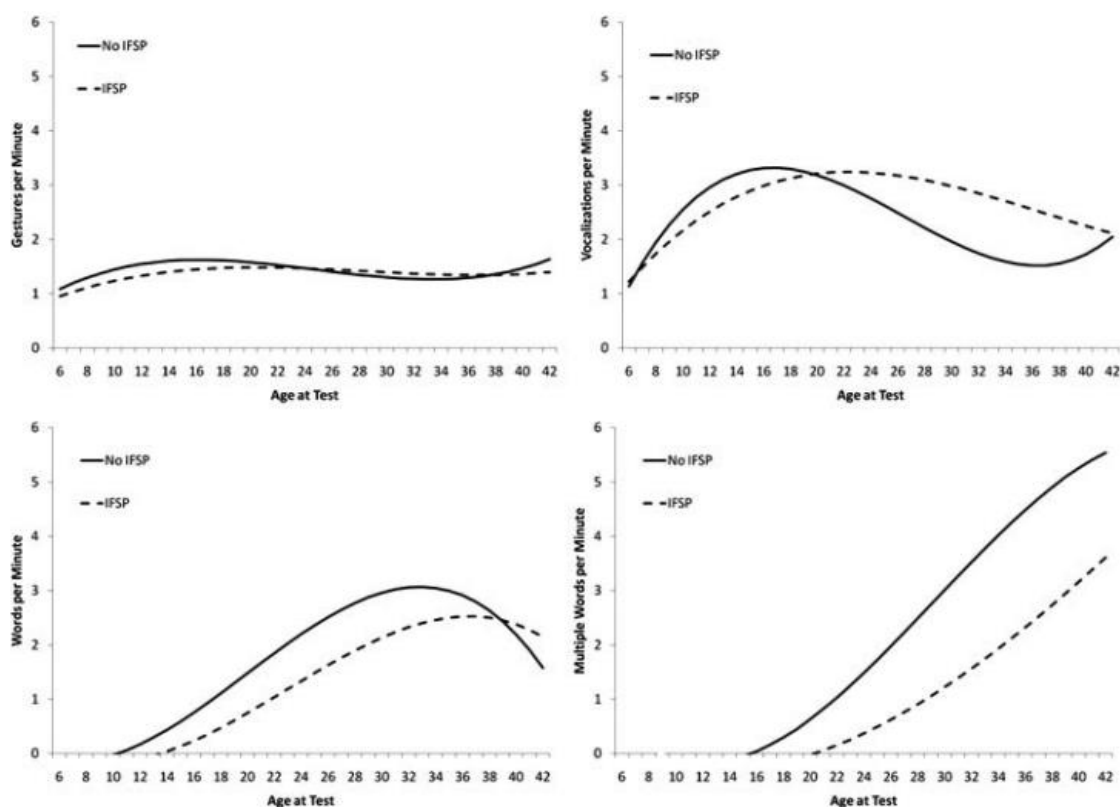 6
5
4
3
2
1
0
No IFSP
IFSP
Gestures per Minute
6 8 10 12 14 16 18 20 22 24 26 28 30 32 34 36 38 40 42
Age at Test
6
5
4
3
2
1
0
No IFSP
IFSP
Vocalizations per Minute
6 8 10 12 14 16 18 20 22 24 26 28 30 32 34 36 38 40 42
Age at Test
6
5
4
3
2
1
0
No IFSP
IFSP
Words per Minute
6 8 10 12 14 16 18 20 22 24 26 28 30 32 34 36 38 40 42
Age at Test
6
5
4
3
2
1
0
No IFSP
IFSP
Multiple Words per Minute
6 8 10 12 14 16 18 20 22 24 26 28 30 32 34 36 38 40 42
Age at Test